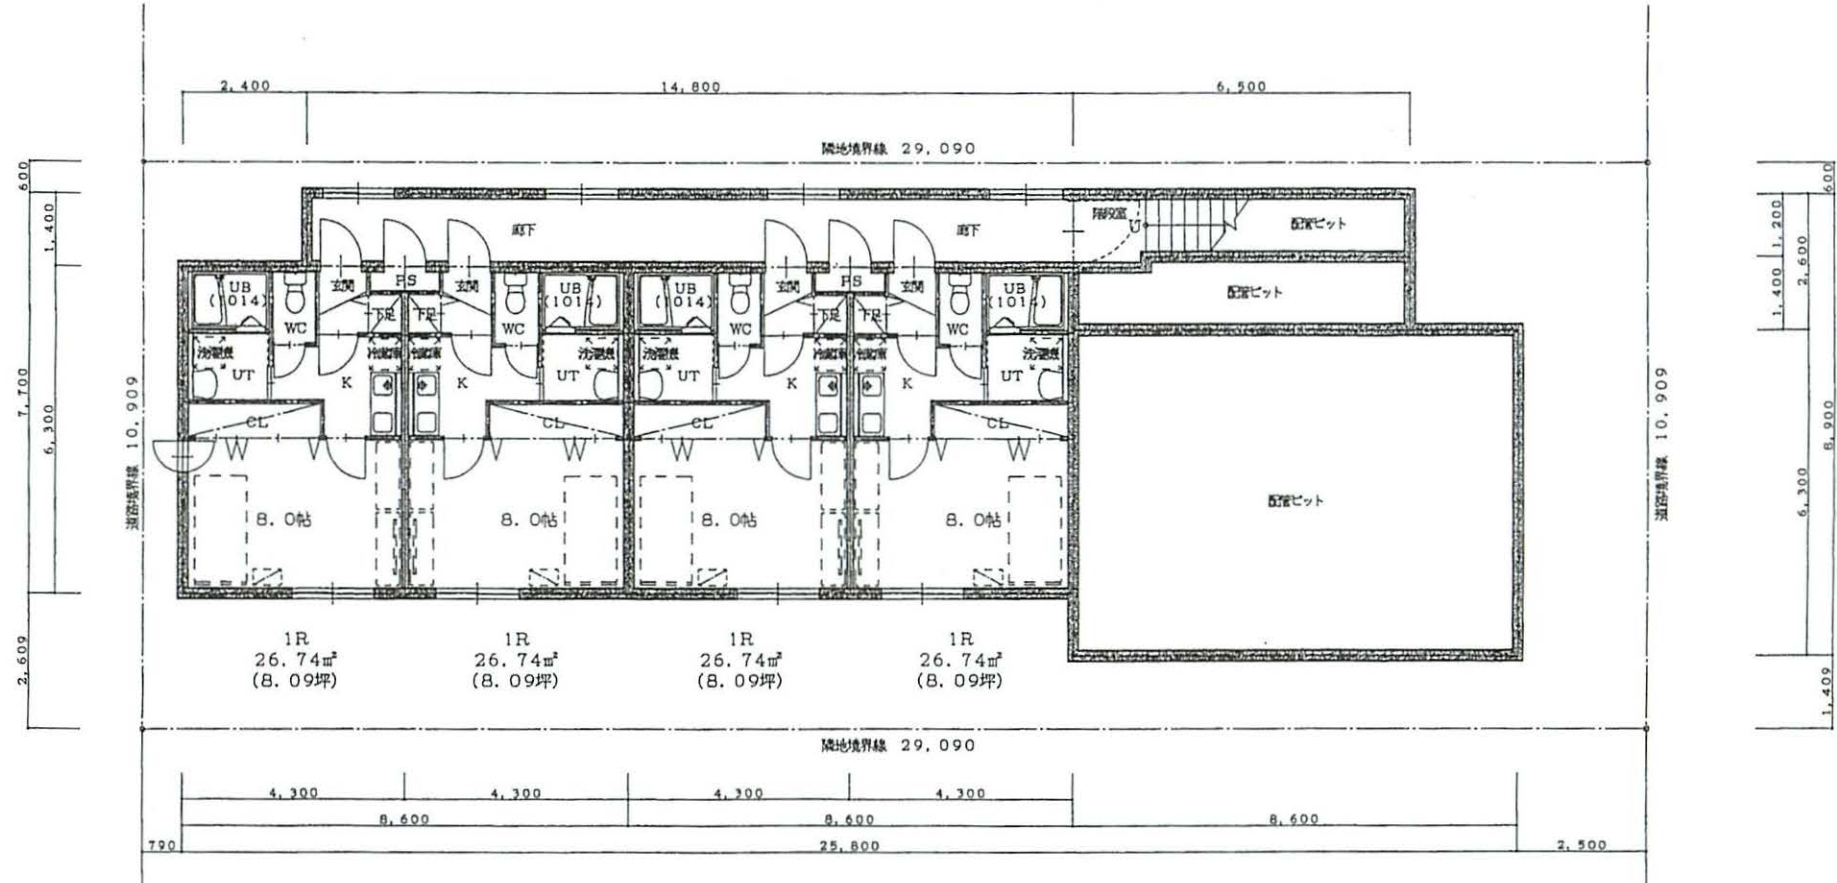 2,400
14,800
6,500
隣地境界線 29,090
600
1,400
7,700
6,300
2,609
道路境界線 10,909
600
1,200
2,600
1,400
8,900
6,300
1,409
道路境界線 10,909
廊下
廊下
階段室
U
配管ピット
配管ピット
配管ピット
UB
(1014)
WC
玄関
PS
玄関
WC
UB
(1014)
UB
(1014)
WC
玄関
PS
玄関
WC
UB
(1014)
下足
下足
下足
下足
洗濯機
UT
K
冷蔵庫
冷蔵庫
K
洗濯機
UT
洗濯機
UT
K
冷蔵庫
冷蔵庫
K
洗濯機
UT
CL
CL
CL
CL
8.0帖
8.0帖
8.0帖
8.0帖
1R
26.74㎡
(8.09坪)
1R
26.74㎡
(8.09坪)
1R
26.74㎡
(8.09坪)
1R
26.74㎡
(8.09坪)
隣地境界線 29,090
4,300
4,300
4,300
4,300
8,600
8,600
8,600
790
25,800
2,500